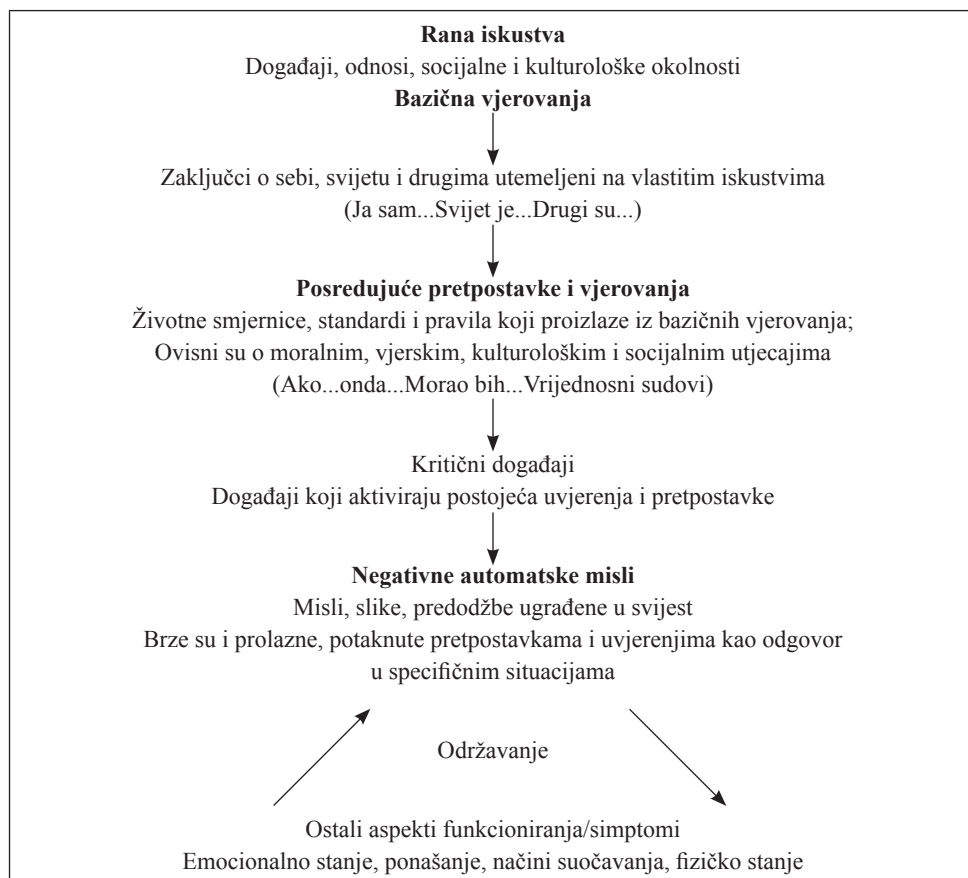 Rana iskustva
Događaji, odnosi, socijalne i kulturološke okolnosti
Bazična vjerovanja
Zaključci o sebi, svijetu i drugima utemeljeni na vlastitim iskustvima
(Ja sam...Svijet je...Drugi su...)
Posredujuće pretpostavke i vjerovanja
Životne smjernice, standardi i pravila koji proizlaze iz bazičnih vjerovanja;
Ovisni su o moralnim, vjerskim, kulturološkim i socijalnim utjecajima
(Ako...onda...Morao bih...Vrijednosni sudovi)
Kritični događaji
Događaji koji aktiviraju postojeća uvjerenja i pretpostavke
Negativne automatske misli
Misli, slike, predodžbe ugrađene u svijest
Brze su i prolazne, potaknute pretpostavkama i uvjerenjima kao odgovor
u specifičnim situacijama
Održavanje
Ostali aspekti funkcioniranja/simptomi
Emocionalno stanje, ponašanje, načini suočavanja, fizičko stanje